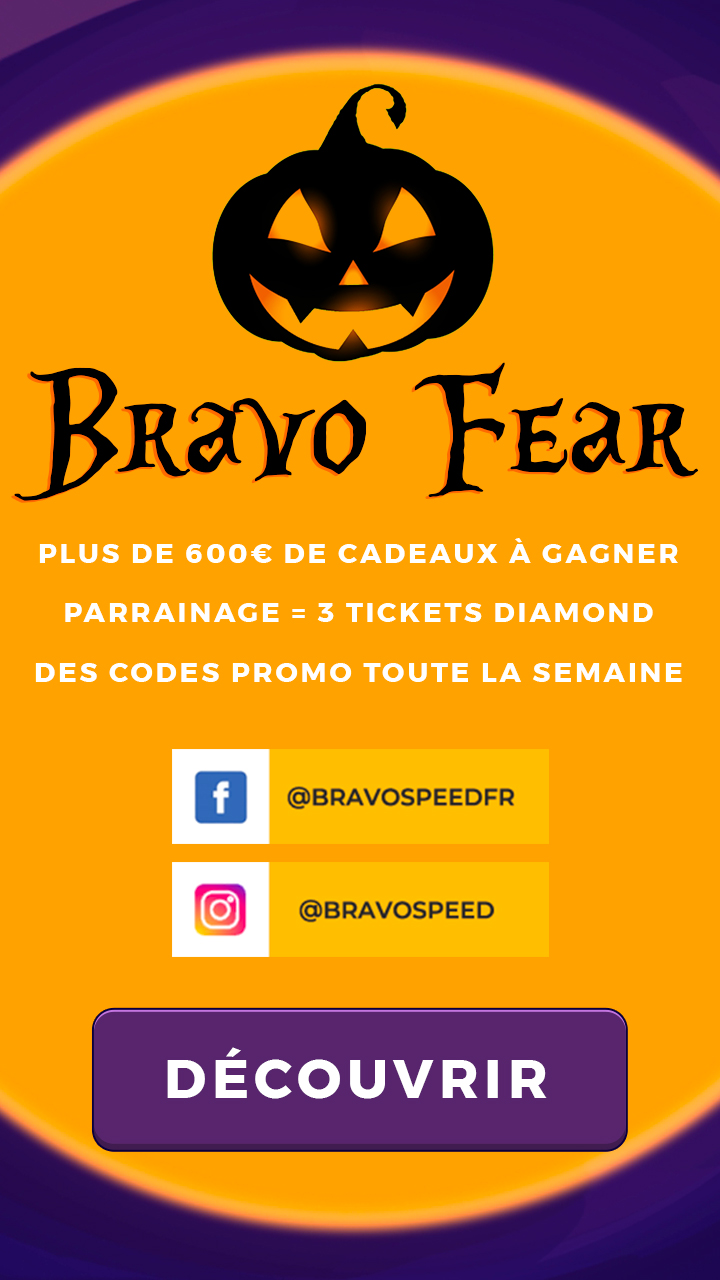 Bravo Fear
PLUS DE 600€ DE CADEAUX À GAGNER
PARRAINAGE = 3 TICKETS DIAMOND
DES CODES PROMO TOUTE LA SEMAINE
@BRAVOSPEEDFR
@BRAVOSPEED
DÉCOUVRIR